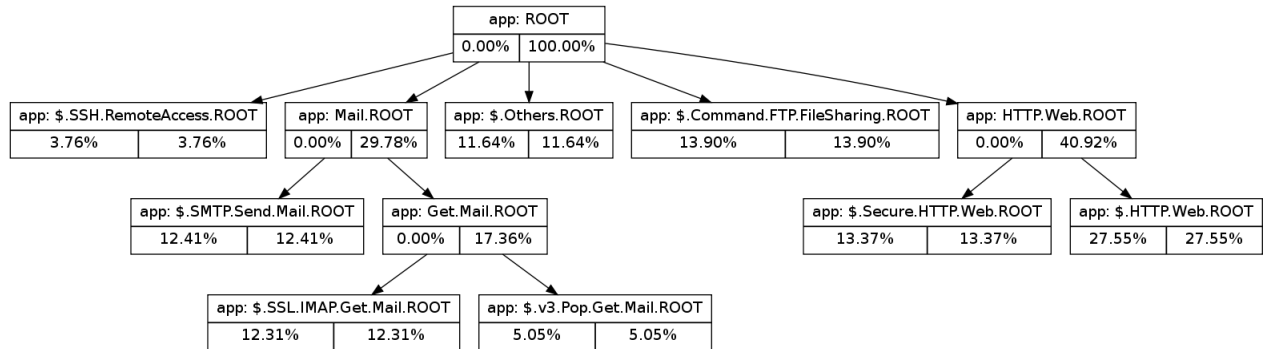 app: ROOT
0.00% 100.00%
app: $.SSH.RemoteAccess.ROOT
3.76% 3.76%
app: Mail.ROOT
0.00% 29.78%
app: $.Others.ROOT
11.64% 11.64%
app: $.Command.FTP.FileSharing.ROOT
13.90% 13.90%
app: HTTP.Web.ROOT
0.00% 40.92%
app: $.SMTP.Send.Mail.ROOT
12.41% 12.41%
app: Get.Mail.ROOT
0.00% 17.36%
app: $.Secure.HTTP.Web.ROOT
13.37% 13.37%
app: $.HTTP.Web.ROOT
27.55% 27.55%
app: $.SSL.IMAP.Get.Mail.ROOT
12.31% 12.31%
app: $.v3.Pop.Get.Mail.ROOT
5.05% 5.05%